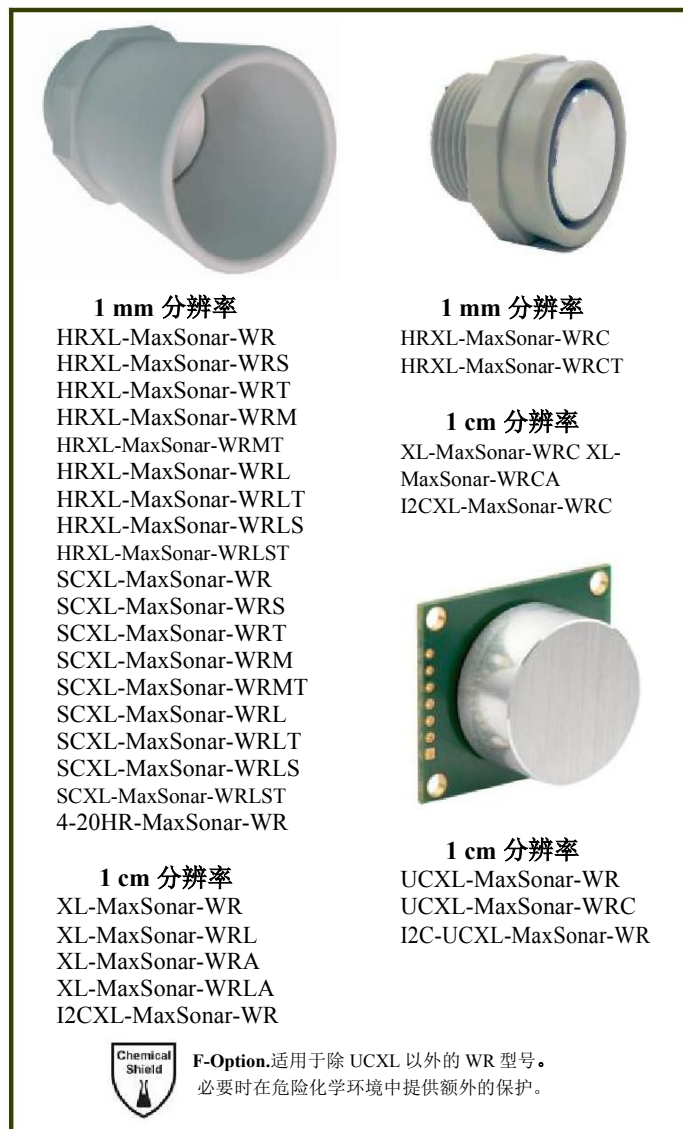 1 mm 分辨率
HRXL-MaxSonar-WR
HRXL-MaxSonar-WRS
HRXL-MaxSonar-WRT
HRXL-MaxSonar-WRM
HRXL-MaxSonar-WRMT
HRXL-MaxSonar-WRL
HRXL-MaxSonar-WRLT
HRXL-MaxSonar-WRLS
HRXL-MaxSonar-WRLST
SCXL-MaxSonar-WR
SCXL-MaxSonar-WRS
SCXL-MaxSonar-WRT
SCXL-MaxSonar-WRM
SCXL-MaxSonar-WRMT
SCXL-MaxSonar-WRL
SCXL-MaxSonar-WRLT
SCXL-MaxSonar-WRLS
SCXL-MaxSonar-WRLST
4-20HR-MaxSonar-WR
1 cm 分辨率
XL-MaxSonar-WR
XL-MaxSonar-WRL
XL-MaxSonar-WRA
XL-MaxSonar-WRLA
I2CXL-MaxSonar-WR
1 mm 分辨率
HRXL-MaxSonar-WRC
HRXL-MaxSonar-WRCT
1 cm 分辨率
XL-MaxSonar-WRC XL-
MaxSonar-WRCA
I2CXL-MaxSonar-WRC
1 cm 分辨率
UCXL-MaxSonar-WR
UCXL-MaxSonar-WRC
I2C-UCXL-MaxSonar-WR
Chemical
Shield
F-Option.适用于除 UCXL 以外的 WR 型号。
必要时在危险化学环境中提供额外的保护。